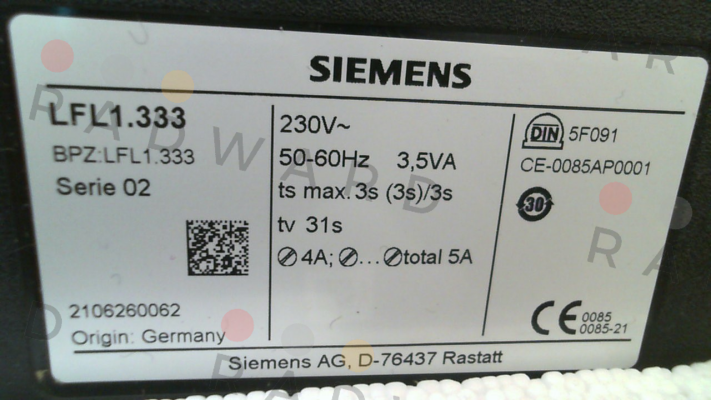 SIEMENS
LFL1.333
BPZ:LFL1.333
Serie 02
2106260062
Origin: Germany
230V~
50-60Hz 3,5VA
ts max. 3s (3s)/3s
tv 31s
⊘ 4A; ⊘...⊘total 5A
DIN 5F091
CE-0085AP0001
30
CE 0085
0085-21
Siemens AG, D-76437 Rastatt
RADWARD
RA